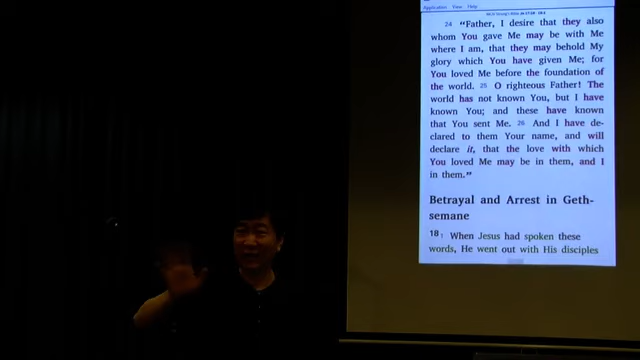 Application View Help
24 “Father, I desire that they also
whom You gave Me may be with Me
where I am, that they may behold My
glory which You have given Me; for
You loved Me before the foundation of
the world. 25 O righteous Father! The
world has not known You, but I have
known You; and these have known
that You sent Me. 26 And I have de-
clared to them Your name, and will
declare it, that the love with which
You loved Me may be in them, and I
in them.”
Betrayal and Arrest in Geth-
semane
18 1 When Jesus had spoken these
words, He went out with His disciples